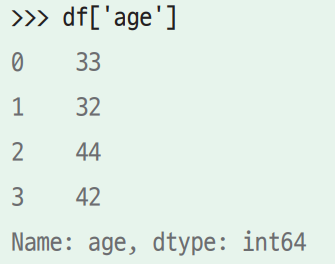 >>> df['age']
0    33
1    32
2    44
3    42
Name: age, dtype: int64